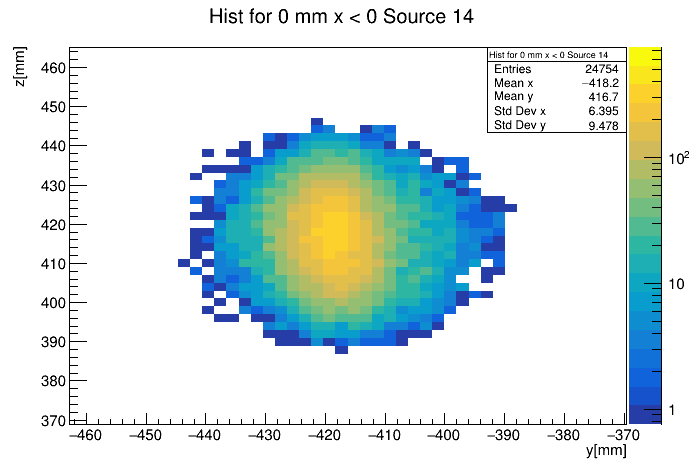 Hist for 0 mm x < 0 Source 14
z[mm]
Hist for 0 mm x < 0 Source 14
Entries 24754
Mean x −418.2
Mean y 416.7
Std Dev x 6.395
Std Dev y 9.478
460
450
440
430
420
410
400
390
380
370
10²
10
1
−460 −450 −440 −430 −420 −410 −400 −390 −380 −370
y[mm]